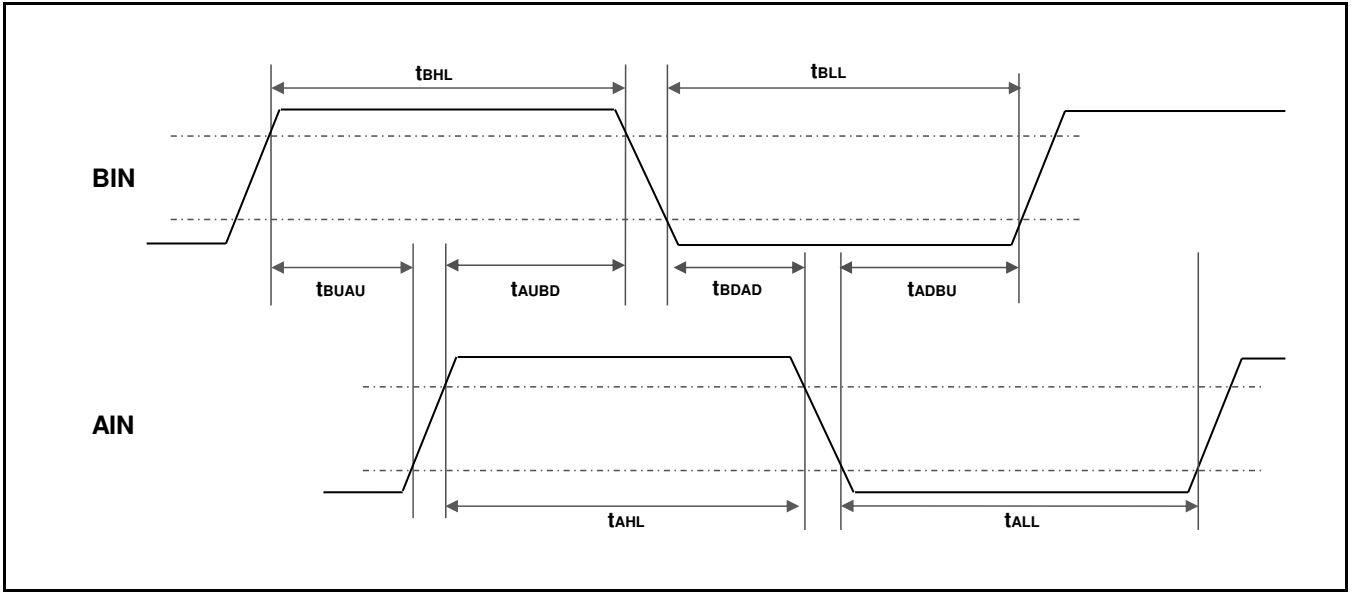 tBHL
tBLL
BIN
tBUAU
tAUBD
tBDAD
tADBU
AIN
tAHL
tALL